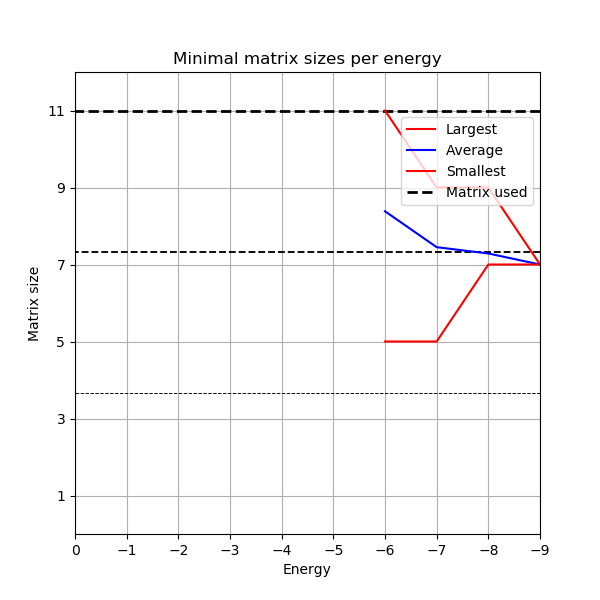 Minimal matrix sizes per energy
11
9
7
5
3
1
Matrix size
Largest
Average
Smallest
Matrix used
0 −1 −2 −3 −4 −5 −6 −7 −8 −9
Energy